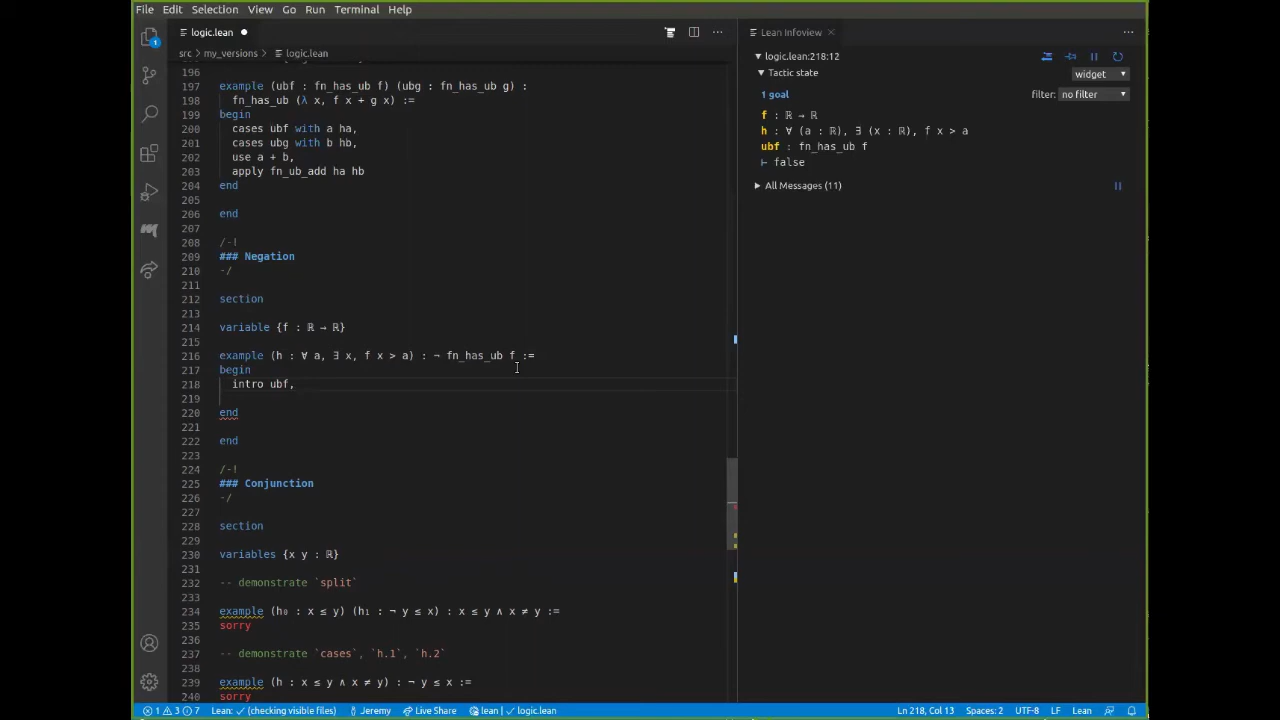 File Edit Selection View Go Run Terminal Help
logic.lean
src my_versions logic.lean
196
197 example (ubf : fn_has_ub f) (ubg : fn_has_ub g) :
198 fn_has_ub (λ x, f x + g x) :=
199 begin
200 cases ubf with a ha,
201 cases ubg with b hb,
202 use a + b,
203 apply fn_ub_add ha hb
204 end
205
206 end
207
208 /-!
209 ### Negation
210 -/
211
212 section
213
214 variable {f : ℝ → ℝ}
215
216 example (h : ∀ a, ∃ x, f x > a) : ¬ fn_has_ub f :=
217 begin
218 intro ubf,
219
220 end
221
222 end
223
224 /-!
225 ### Conjunction
226 -/
227
228 section
229
230 variables {x y : ℝ}
231
232 -- demonstrate `split`
233
234 example (h₀ : x ≤ y) (h₁ : ¬ y ≤ x) : x ≤ y ∧ x ≠ y :=
235 sorry
236
237 -- demonstrate `cases`, `h.1`, `h.2`
238
239 example (h : x ≤ y ∧ x ≠ y) : ¬ y ≤ x :=
240 sorry
Lean Infoview
logic.lean:218:12
Tactic state
widget
1 goal
filter: no filter
f : ℝ → ℝ
h : ∀ (a : ℝ), ∃ (x : ℝ), f x > a
ubf : fn_has_ub f
⊢ false
All Messages (11)
1 3 7 Lean: ✓ (checking visible files) Jeremy Live Share lean | ✓ logic.lean
Ln 218, Col 13 Spaces: 2 UTF-8 LF Lean